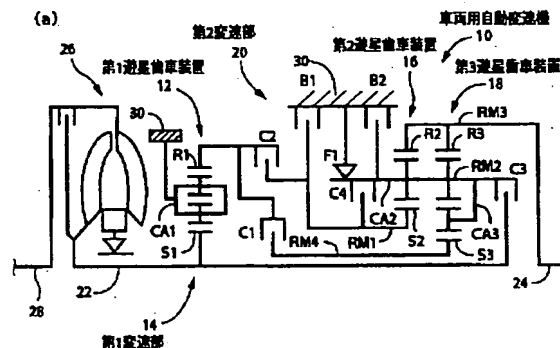 (a)
車両用自動変速機
10
第2変速部
20
第2遊星歯車装置
16
第3遊星歯車装置
18
26
第1遊星歯車装置
12
30
B1
30
B2
RM3
R1
C2
F1
R2
R3
RM2
C3
C4
CA2
CA1
C1
S1
RM4
RM1
S2
S3
CA3
28
22
14
第1変速部
24